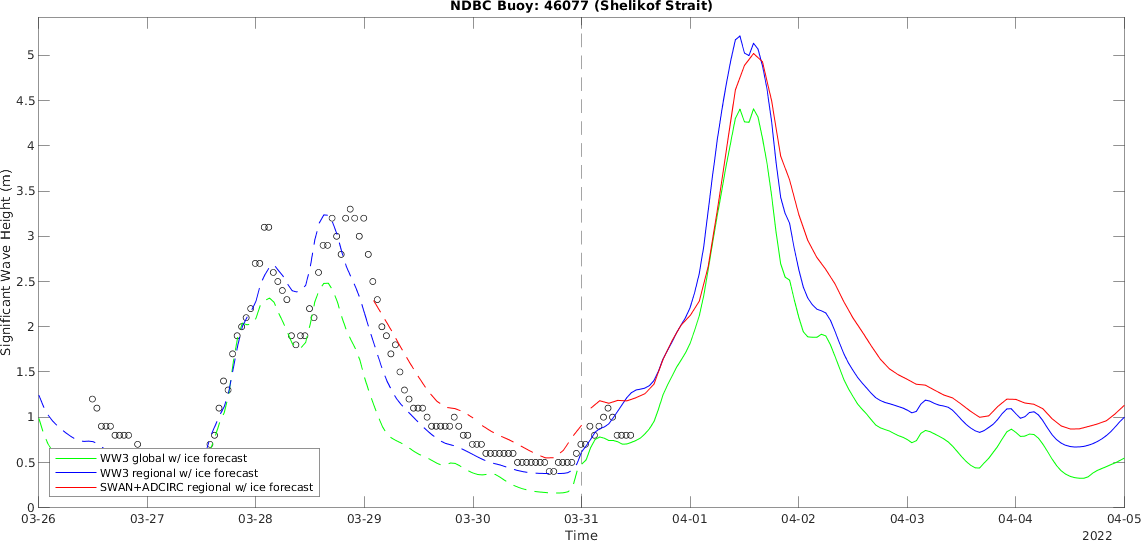 NDBC Buoy: 46077 (Shelikof Strait)
Significant Wave Height (m)
5
4.5
4
3.5
3
2.5
2
1.5
1
0.5
0
WW3 global w/ ice forecast
WW3 regional w/ ice forecast
SWAN+ADCIRC regional w/ ice forecast
03-26 03-27 03-28 03-29 03-30 03-31 04-01 04-02 04-03 04-04 04-05
Time
2022